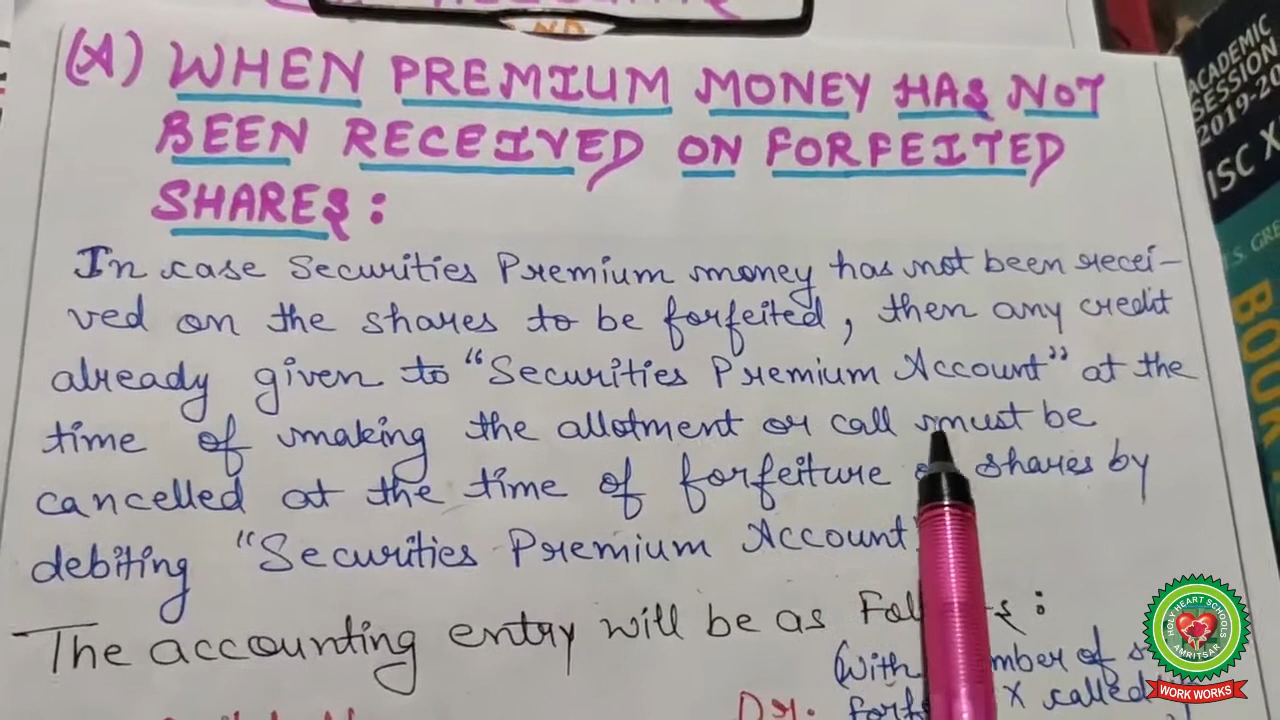 (A) WHEN PREMIUM MONEY HAS NOT
BEEN RECEIVED ON FORFEITED
SHARES:
In case Securities Premium money has not been recei-
ved on the shares to be forfeited, then any credit
already given to "Securities Premium Account" at the
time of making the allotment or call must be
cancelled at the time of forfeiture shares by
debiting "Securities Premium Account"
The accounting entry will be as
(With of
Dr. X called
ACADEMIC
SESSION
2019-20
ISC X
BOOK
HOLY HEART SCHOOLS
AMRITSAR
WORK WORKS